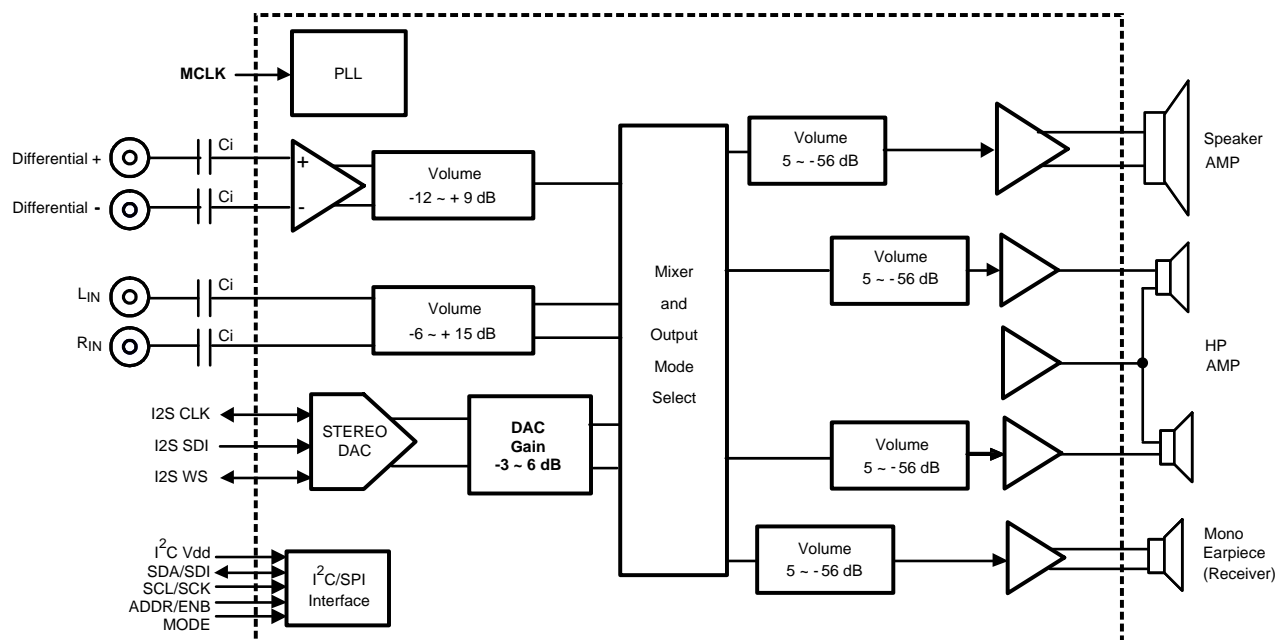 MCLK
PLL
Differential +
Ci
+
Differential -
Ci
-
Volume
-12 ~ + 9 dB
LIN
Ci
RIN
Ci
Volume
-6 ~ + 15 dB
I2S CLK
I2S SDI
I2S WS
STEREO
DAC
DAC
Gain
-3 ~ 6 dB
I2C Vdd
SDA/SDI
SCL/SCK
ADDR/ENB
MODE
I2C/SPI
Interface
Mixer
and
Output
Mode
Select
Volume
5 ~ -56 dB
Speaker
AMP
Volume
5 ~ -56 dB
HP
AMP
Volume
5 ~ -56 dB
Volume
5 ~ -56 dB
Mono
Earpiece
(Receiver)